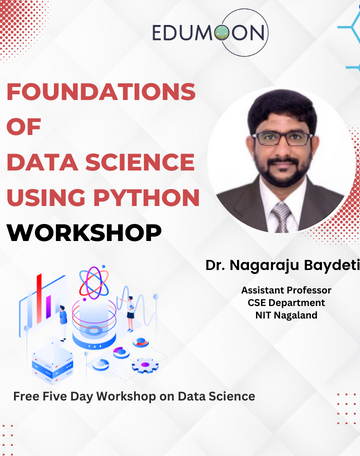 EDUMOON
FOUNDATIONS
OF
DATA SCIENCE
USING PYTHON
WORKSHOP
Dr. Nagaraju Baydeti
Assistant Professor
CSE Department
NIT Nagaland
Free Five Day Workshop on Data Science